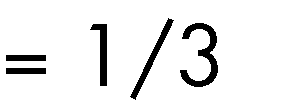 = 1/3